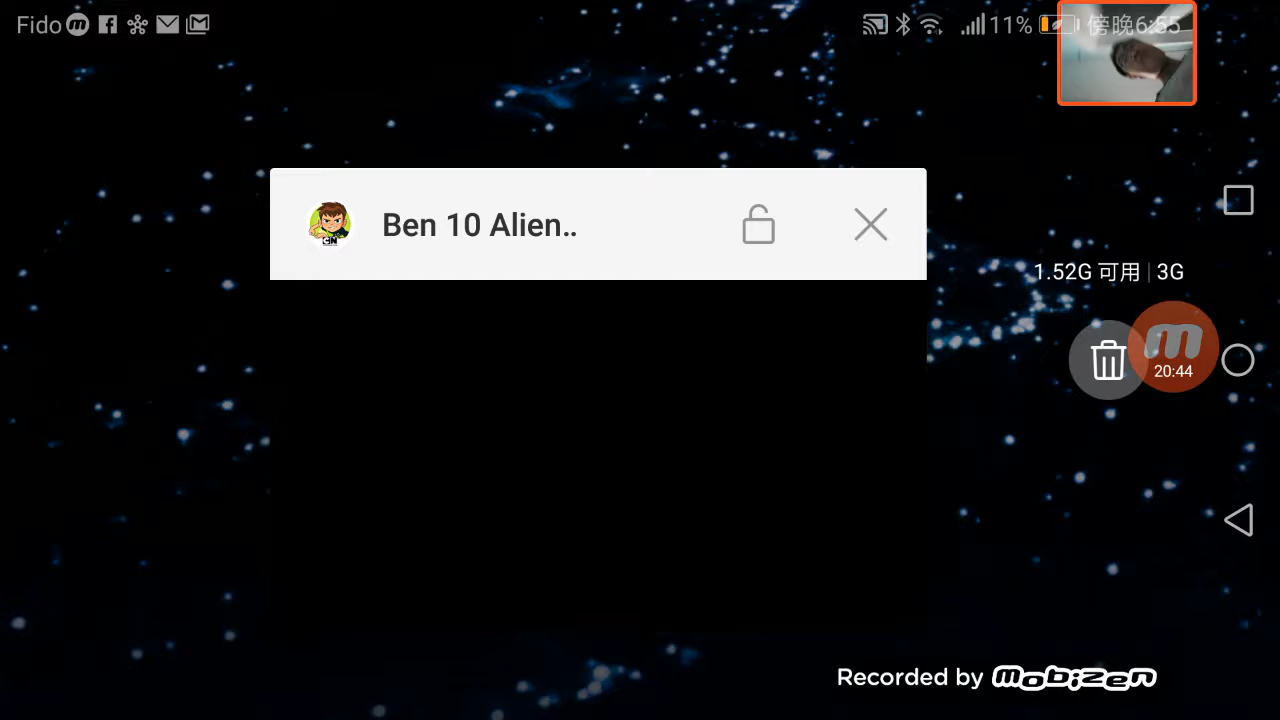 Fido
11%
傍晚6:55
Ben 10 Alien..
CN
1.52G 可用 | 3G
m
20:44
Recorded by mobizen